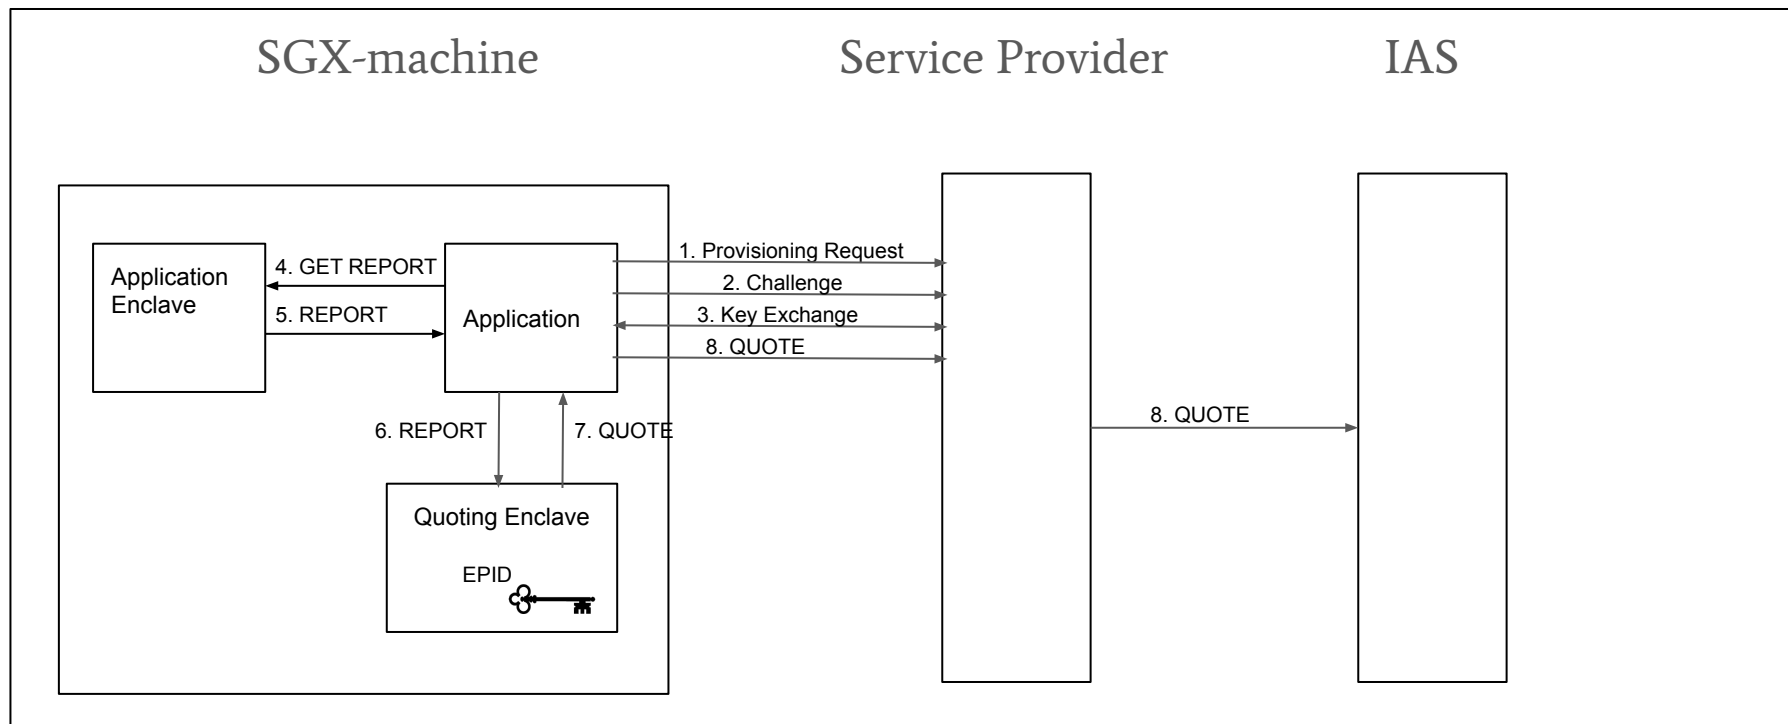 SGX-machine
Service Provider
IAS
Application
Enclave
4. GET REPORT
5. REPORT
Application
1. Provisioning Request
2. Challenge
3. Key Exchange
8. QUOTE
6. REPORT
7. QUOTE
8. QUOTE
Quoting Enclave
EPID